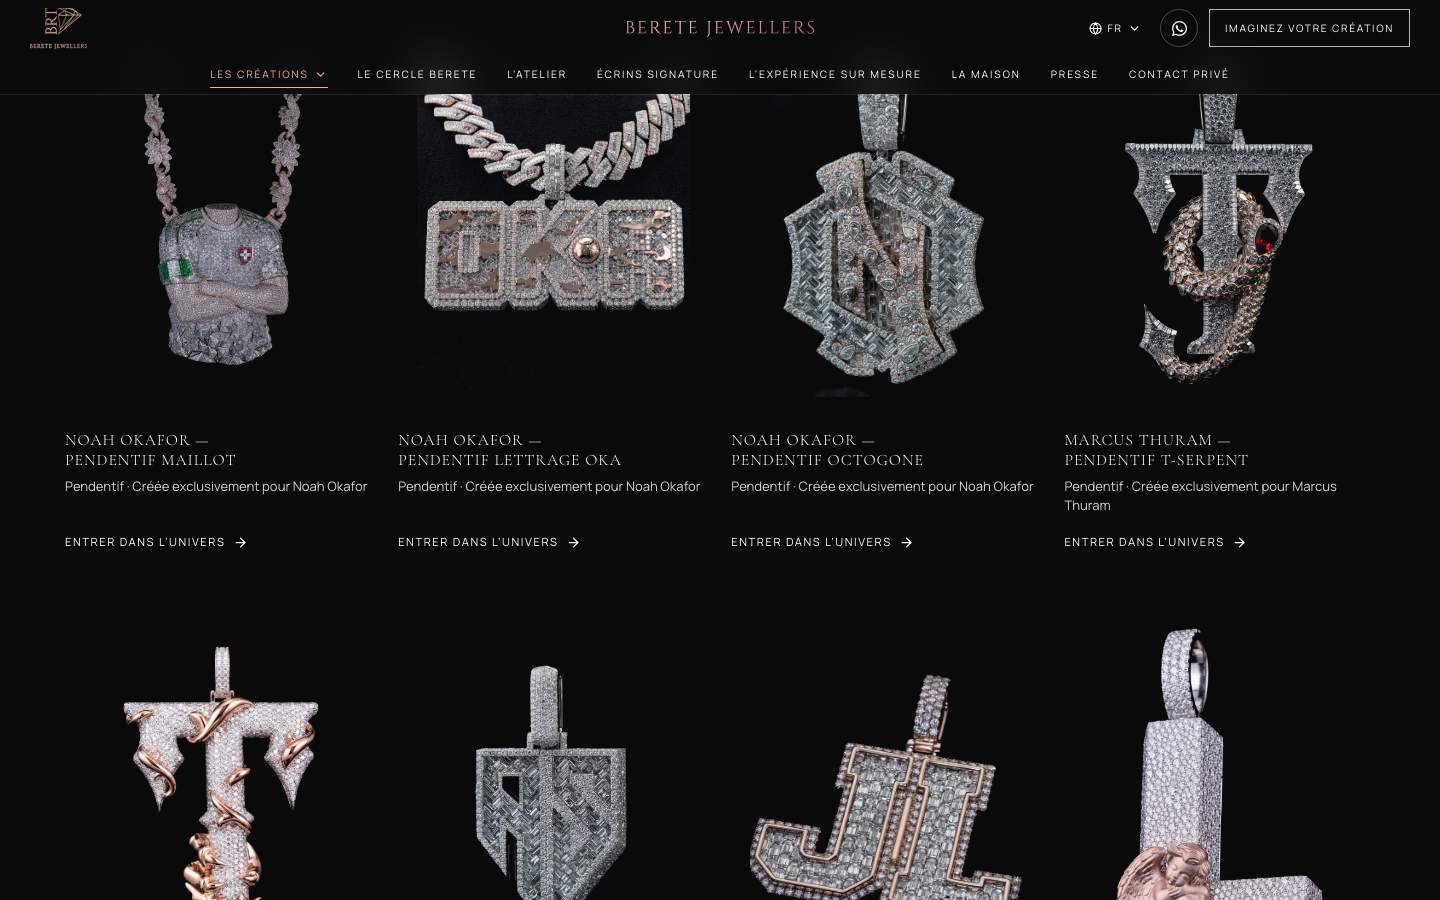 BRT
BERETE JEWELLERS
BERETE JEWELLERS
FR
IMAGINEZ VOTRE CRÉATION
LES CRÉATIONS
LE CERCLE BERETE
L'ATELIER
ÉCRINS SIGNATURE
L'EXPÉRIENCE SUR MESURE
LA MAISON
PRESSE
CONTACT PRIVÉ
OKA
N
T9
NOAH OKAFOR —
PENDENTIF MAILLOT
Pendentif · Créée exclusivement pour Noah Okafor
ENTRER DANS L'UNIVERS
NOAH OKAFOR —
PENDENTIF LETTRAGE OKA
Pendentif · Créée exclusivement pour Noah Okafor
ENTRER DANS L'UNIVERS
NOAH OKAFOR —
PENDENTIF OCTOGONE
Pendentif · Créée exclusivement pour Noah Okafor
ENTRER DANS L'UNIVERS
MARCUS THURAM —
PENDENTIF T-SERPENT
Pendentif · Créée exclusivement pour Marcus
Thuram
ENTRER DANS L'UNIVERS
T
JL
L